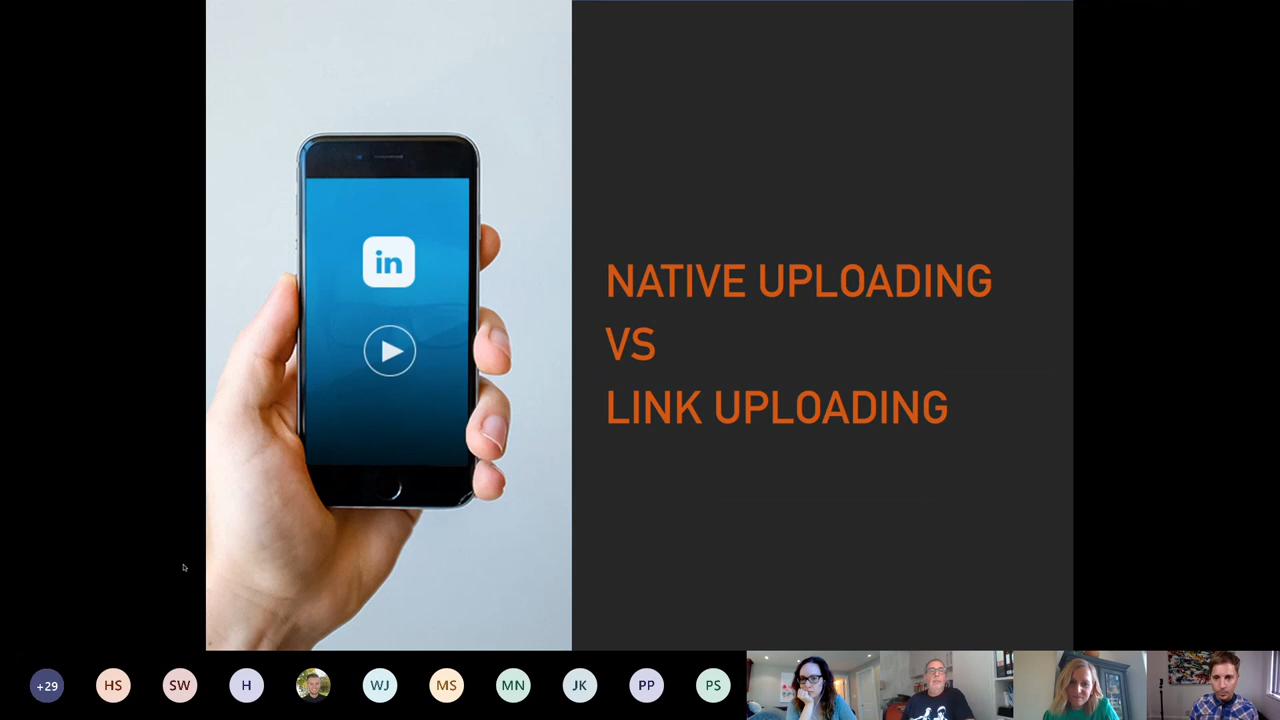 in
NATIVE UPLOADING
VS
LINK UPLOADING
+29
HS
SW
H
WJ
MS
MN
JK
PP
PS